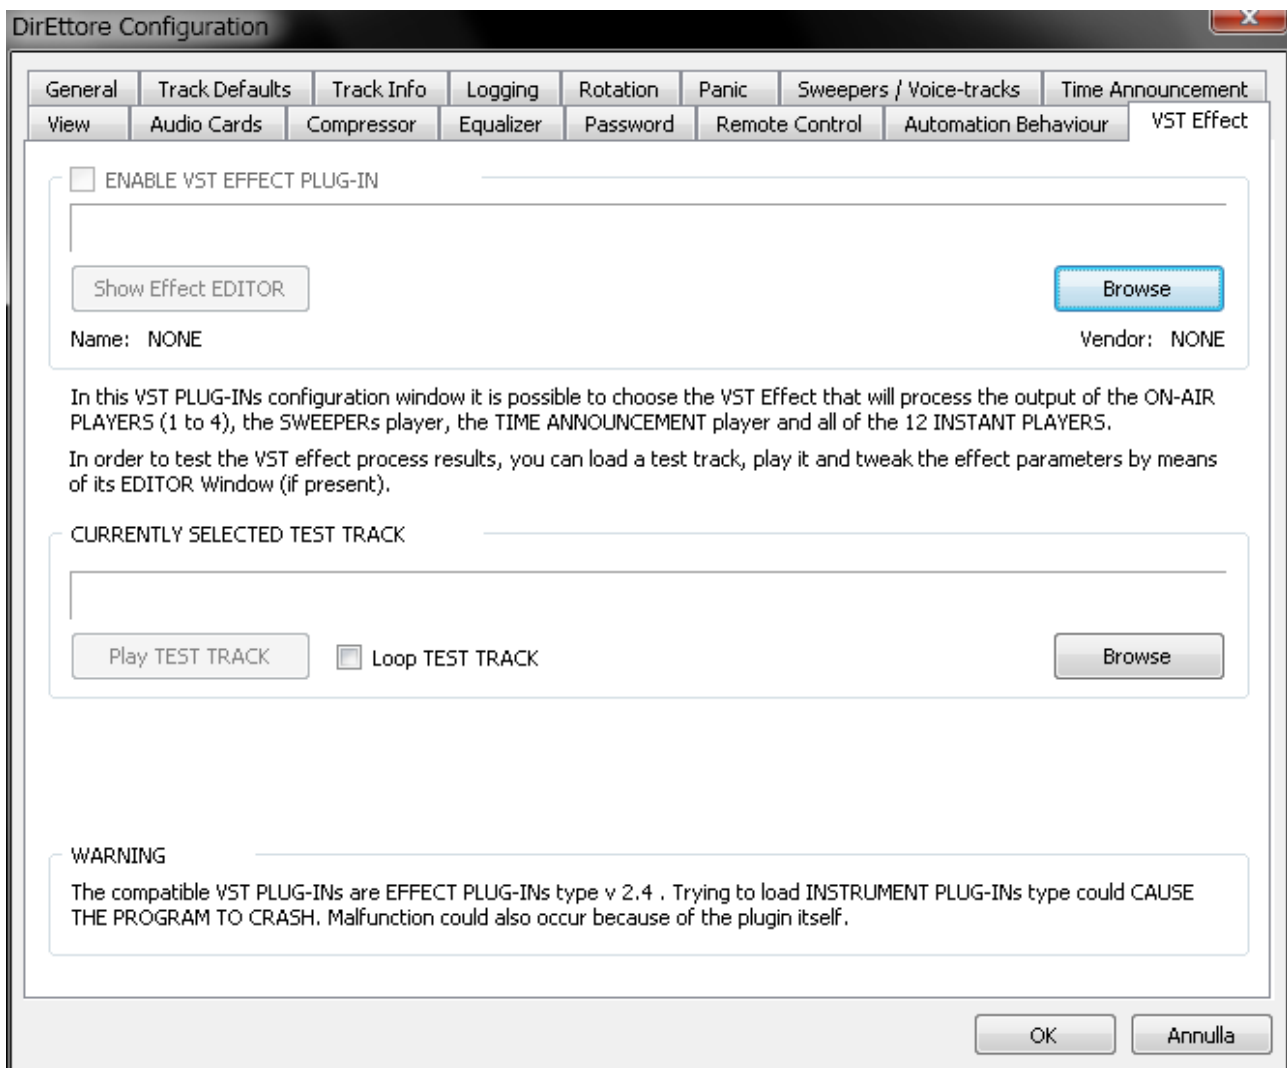 DirEttore Configuration
x
General Track Defaults Track Info Logging Rotation Panic Sweepers / Voice-tracks Time Announcement
View Audio Cards Compressor Equalizer Password Remote Control Automation Behaviour VST Effect
ENABLE VST EFFECT PLUG-IN
Show Effect EDITOR Browse
Name: NONE Vendor: NONE
In this VST PLUG-INs configuration window it is possible to choose the VST Effect that will process the output of the ON-AIR
PLAYERS (1 to 4), the SWEEPERs player, the TIME ANNOUNCEMENT player and all of the 12 INSTANT PLAYERS.
In order to test the VST effect process results, you can load a test track, play it and tweak the effect parameters by means
of its EDITOR Window (if present).
CURRENTLY SELECTED TEST TRACK
Play TEST TRACK Loop TEST TRACK Browse
WARNING
The compatible VST PLUG-INs are EFFECT PLUG-INs type v 2.4 . Trying to load INSTRUMENT PLUG-INs type could CAUSE
THE PROGRAM TO CRASH. Malfunction could also occur because of the plugin itself.
OK Annulla